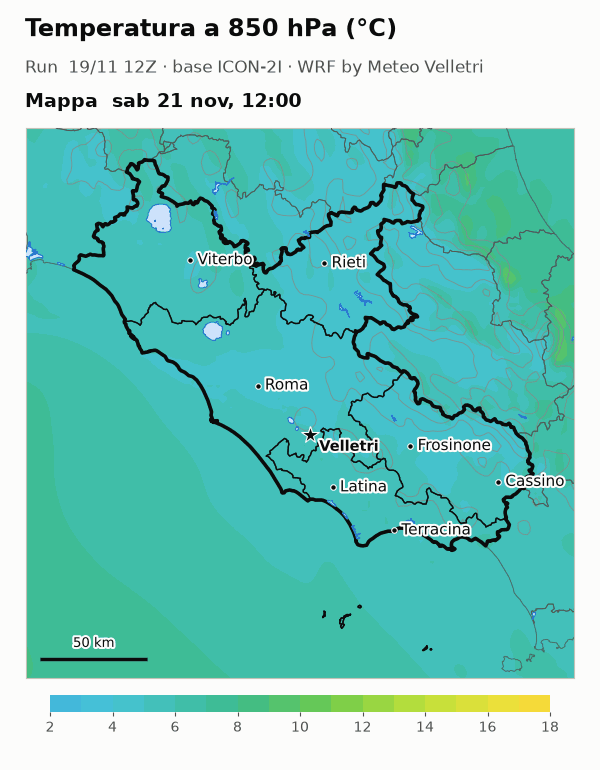 Temperatura a 850 hPa (°C)
Run  19/11 12Z · base ICON-2I · WRF by Meteo Velletri
Mappa  sab 21 nov, 12:00
Viterbo
Rieti
Roma
Velletri
Frosinone
Cassino
Latina
Terracina
50 km
2 4 6 8 10 12 14 16 18